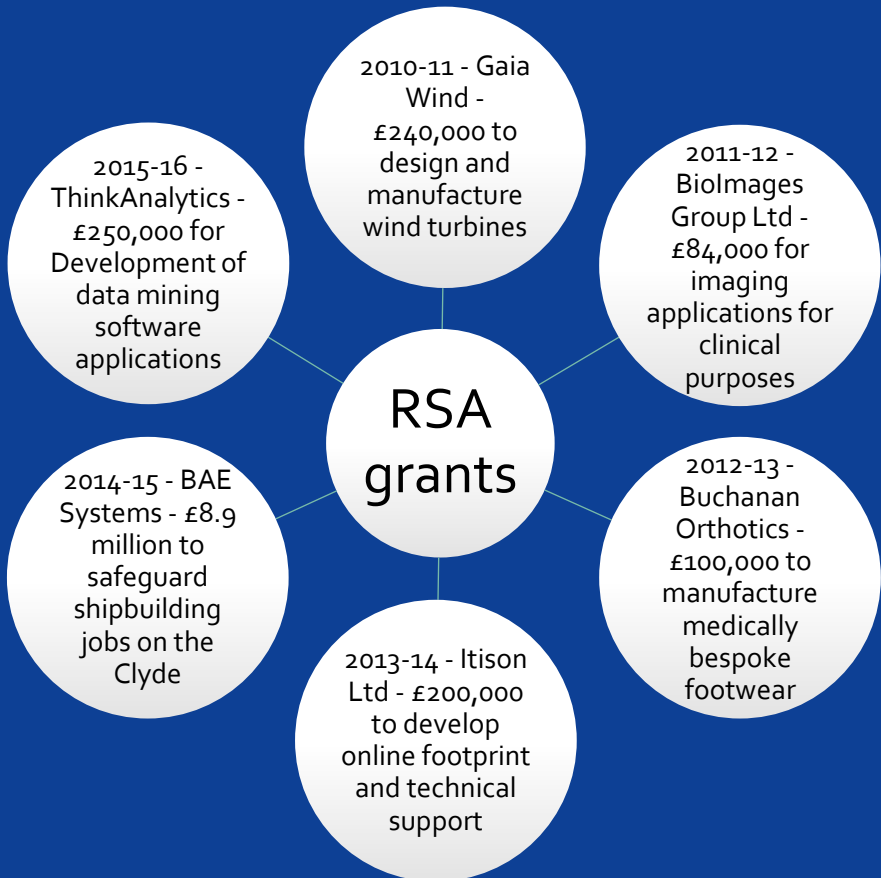 2010-11 - Gaia
Wind -
£240,000 to
design and
manufacture
wind turbines
2011-12 -
BioImages
Group Ltd -
£84,000 for
imaging
applications for
clinical
purposes
2012-13 -
Buchanan
Orthotics -
£100,000 to
manufacture
medically
bespoke
footwear
2013-14 - Itison
Ltd - £200,000
to develop
online footprint
and technical
support
2014-15 - BAE
Systems - £8.9
million to
safeguard
shipbuilding
jobs on the
Clyde
2015-16 -
ThinkAnalytics -
£250,000 for
Development of
data mining
software
applications
RSA
grants